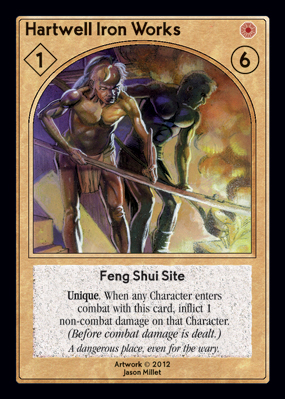 Hartwell Iron Works
1
6
Feng Shui Site
Unique. When any Character enters
combat with this card, inflict 1
non-combat damage on that Character.
(Before combat damage is dealt.)
A dangerous place, even for the wary.
Artwork © 2012
Jason Millet